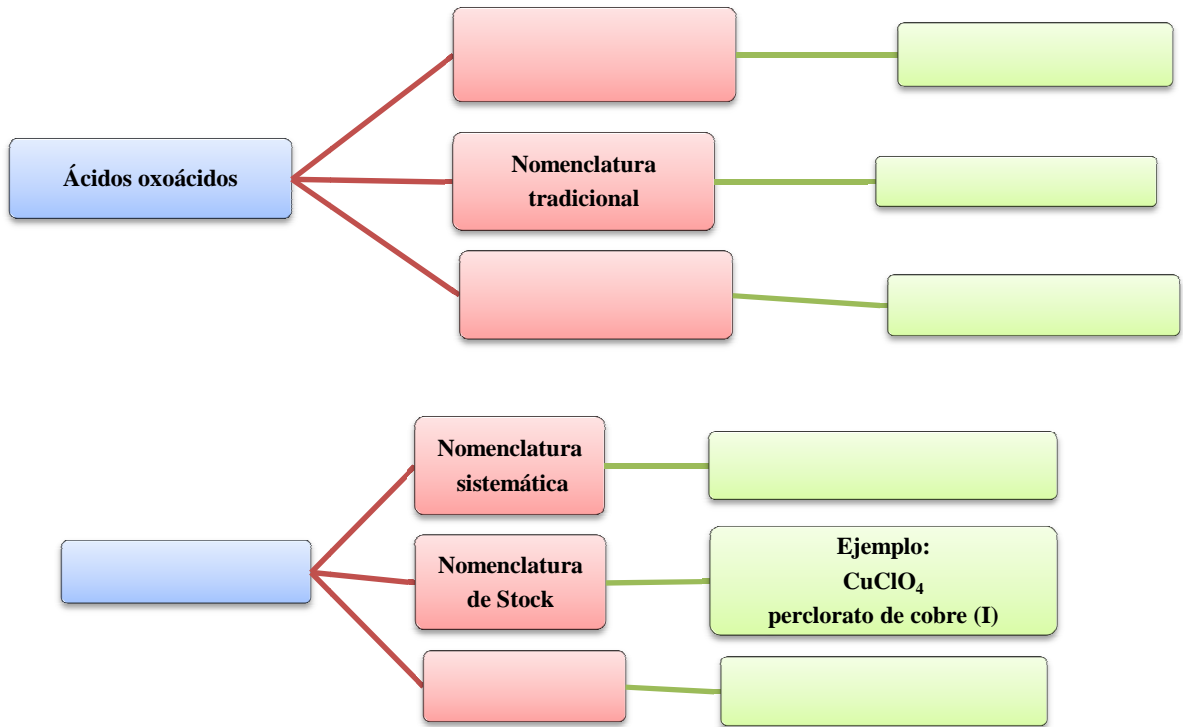 Ácidos oxoácidos
Nomenclatura
tradicional
Nomenclatura
sistemática
Nomenclatura
de Stock
Ejemplo:
CuClO₄
perclorato de cobre (I)